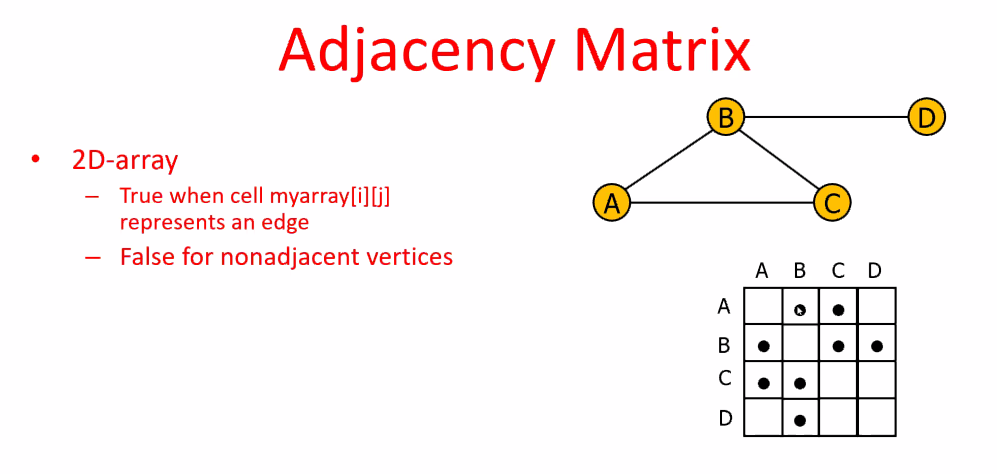 Adjacency Matrix
• 2D-array
– True when cell myarray[i][j]
represents an edge
– False for nonadjacent vertices
B D
A C
A B C D
A
B
C
D